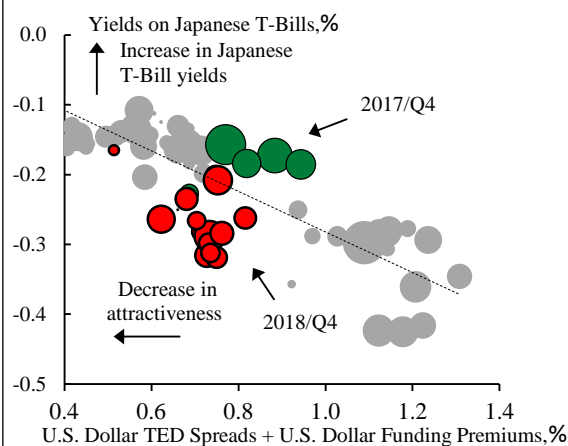 Yields on Japanese T-Bills,%
0.0
Increase in Japanese
T-Bill yields
-0.1
2017/Q4
-0.2
-0.3
Decrease in
attractiveness
2018/Q4
-0.4
-0.5
0.4 0.6 0.8 1.0 1.2 1.4
U.S. Dollar TED Spreads + U.S. Dollar Funding Premiums,%